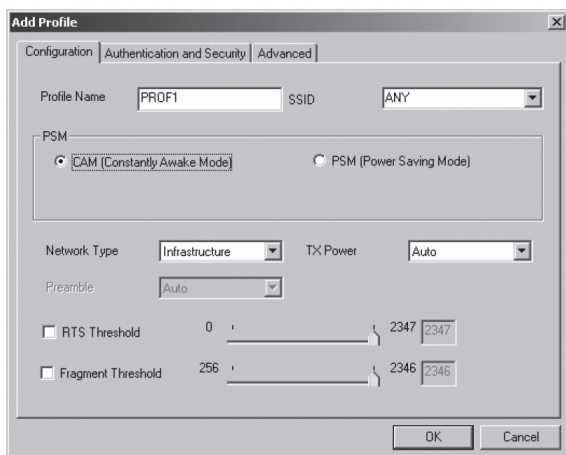 Add Profile
Configuration Authentication and Security Advanced
Profile Name PROF1 SSID ANY
PSM
CAM (Constantly Awake Mode) PSM (Power Saving Mode)
Network Type Infrastructure TX Power Auto
Preamble Auto
RTS Threshold 0 2347 2347
Fragment Threshold 256 2346 2346
OK Cancel